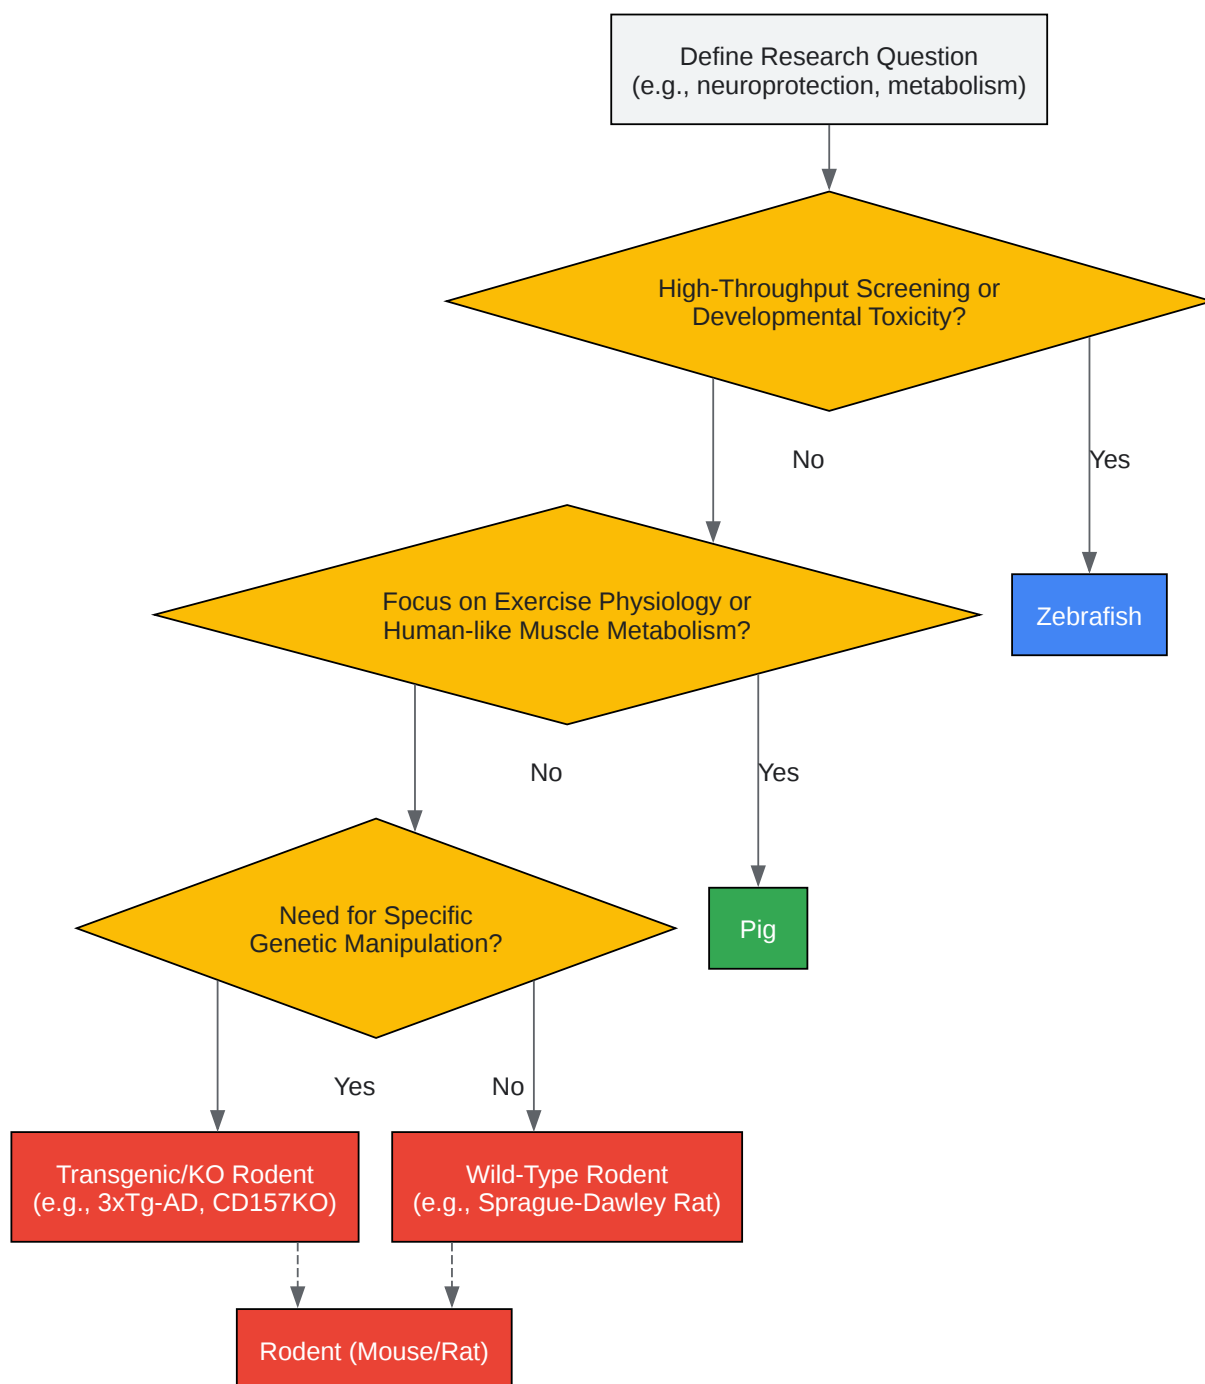 Define Research Question
(e.g., neuroprotection, metabolism)
High-Throughput Screening or
Developmental Toxicity?
No
Yes
Focus on Exercise Physiology or
Human-like Muscle Metabolism?
Zebrafish
No
Yes
Need for Specific
Genetic Manipulation?
Pig
Yes
No
Transgenic/KO Rodent
(e.g., 3xTg-AD, CD157KO)
Wild-Type Rodent
(e.g., Sprague-Dawley Rat)
Rodent (Mouse/Rat)